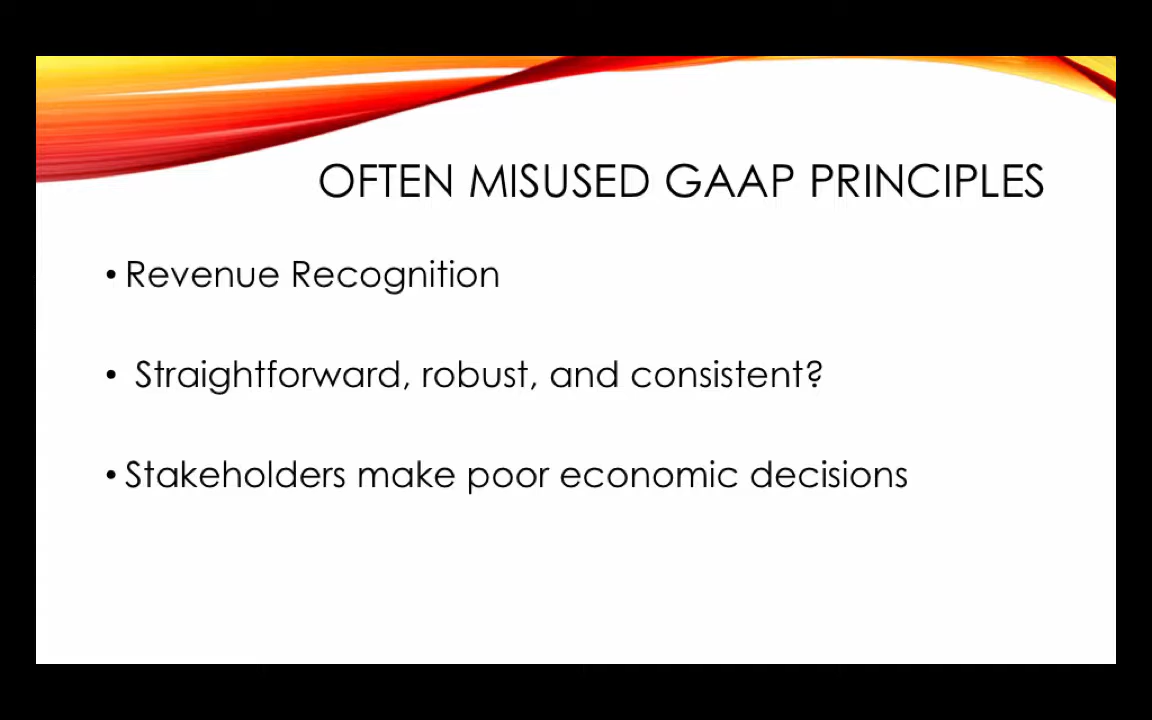 OFTEN MISUSED GAAP PRINCIPLES
• Revenue Recognition
• Straightforward, robust, and consistent?
• Stakeholders make poor economic decisions